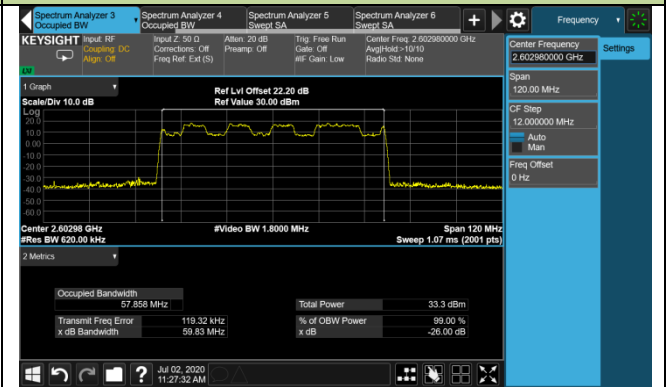 Spectrum Analyzer 3
Occupied BW
Spectrum Analyzer 4
Occupied BW
Spectrum Analyzer 5
Swept SA
Spectrum Analyzer 6
Swept SA
Frequency
KEYSIGHT
Input: RF
Coupling: DC
Align: Off
Input Z: 50 Ω
Corrections: Off
Freq Ref: Ext (S)
Atten: 20 dB
Preamp: Off
Trig: Free Run
Gate: Off
#IF Gain: Low
Center Freq: 2.602980000 GHz
Avg|Hold:>10/10
Radio Std: None
LV
Center Frequency
2.602980000 GHz
Settings
Span
120.00 MHz
CF Step
12.000000 MHz
Auto
Man
Freq Offset
0 Hz
1 Graph
Scale/Div 10.0 dB
Ref Lvl Offset 22.20 dB
Ref Value 30.00 dBm
Log
20.0
10.0
0.00
-10.0
-20.0
-30.0
-40.0
-50.0
-60.0
Center 2.60298 GHz
#Res BW 620.00 kHz
#Video BW 1.8000 MHz
Span 120 MHz
Sweep 1.07 ms (2001 pts)
2 Metrics
Occupied Bandwidth
57.858 MHz
Total Power
33.3 dBm
Transmit Freq Error
119.32 kHz
% of OBW Power
99.00 %
x dB Bandwidth
59.83 MHz
x dB
-26.00 dB
Jul 02, 2020
11:27:32 AM